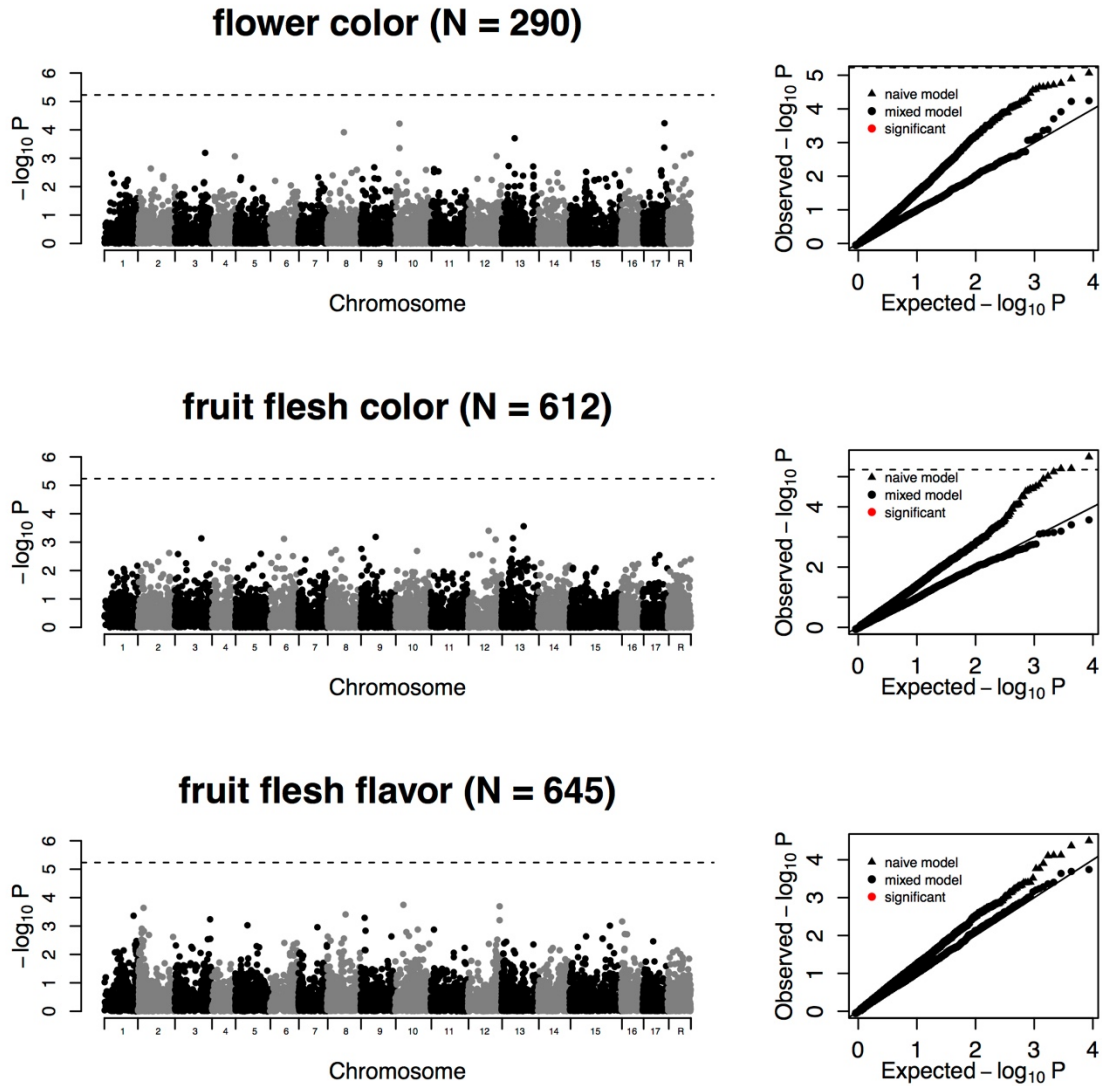 flower color (N = 290)
6
5
4
3
2
1
0
− log10 P
1 2 3 4 5 6 7 8 9 10 11 12 13 14 15 16 17 R
Chromosome
5
4
3
2
1
0
Observed − log10 P
naive model
mixed model
significant
0 1 2 3 4
Expected − log10 P
fruit flesh color (N = 612)
6
5
4
3
2
1
0
− log10 P
1 2 3 4 5 6 7 8 9 10 11 12 13 14 15 16 17 R
Chromosome
4
2
0
Observed − log10 P
naive model
mixed model
significant
0 1 2 3 4
Expected − log10 P
fruit flesh flavor (N = 645)
6
5
4
3
2
1
0
− log10 P
1 2 3 4 5 6 7 8 9 10 11 12 13 14 15 16 17 R
Chromosome
4
3
2
1
0
Observed − log10 P
naive model
mixed model
significant
0 1 2 3 4
Expected − log10 P